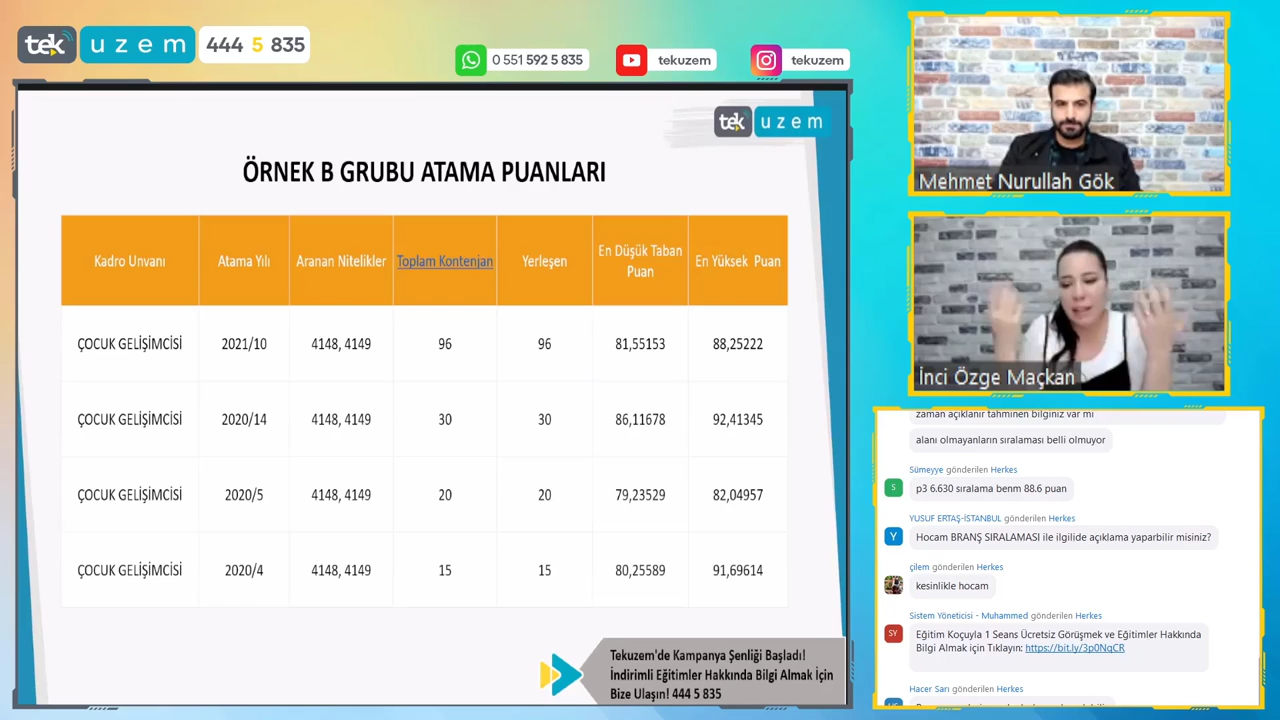 tek uzem 444 5 835
0 551 592 5 835
tekuzem
tekuzem
tek uzem
ÖRNEK B GRUBU ATAMA PUANLARI
Kadro Unvanı Atama Yılı Aranan Nitelikler Toplam Kontenjan Yerleşen En Düşük Taban Puan En Yüksek Puan
ÇOCUK GELİŞİMCİSİ 2021/10 4148, 4149 96 96 81,55153 88,25222
ÇOCUK GELİŞİMCİSİ 2020/14 4148, 4149 30 30 86,11678 92,41345
ÇOCUK GELİŞİMCİSİ 2020/5 4148, 4149 20 20 79,23529 82,04957
ÇOCUK GELİŞİMCİSİ 2020/4 4148, 4149 15 15 80,25589 91,69614
Tekuzem'de Kampanya Şenliği Başladı!
İndirimli Eğitimler Hakkında Bilgi Almak İçin
Bize Ulaşın! 444 5 835
Mehmet Nurullah Gök
İnci Özge Maçkan
zaman açıklanır tahminen bilginiz var mı
alanı olmayanların sıralaması belli olmuyor
Sümeyye gönderilen Herkes
S
p3 6.630 sıralama benm 88.6 puan
YUSUF ERTAŞ-İSTANBUL gönderilen Herkes
Y
Hocam BRANŞ SIRALAMASI ile ilgilide açıklama yaparbilir misiniz?
çilem gönderilen Herkes
kesinlikle hocam
Sistem Yöneticisi - Muhammed gönderilen Herkes
SY
Eğitim Koçuyla 1 Seans Ücretsiz Görüşmek ve Eğitimler Hakkında
Bilgi Almak için Tıklayın: https://bit.ly/3p0NqCR
Hacer Sarı gönderilen Herkes